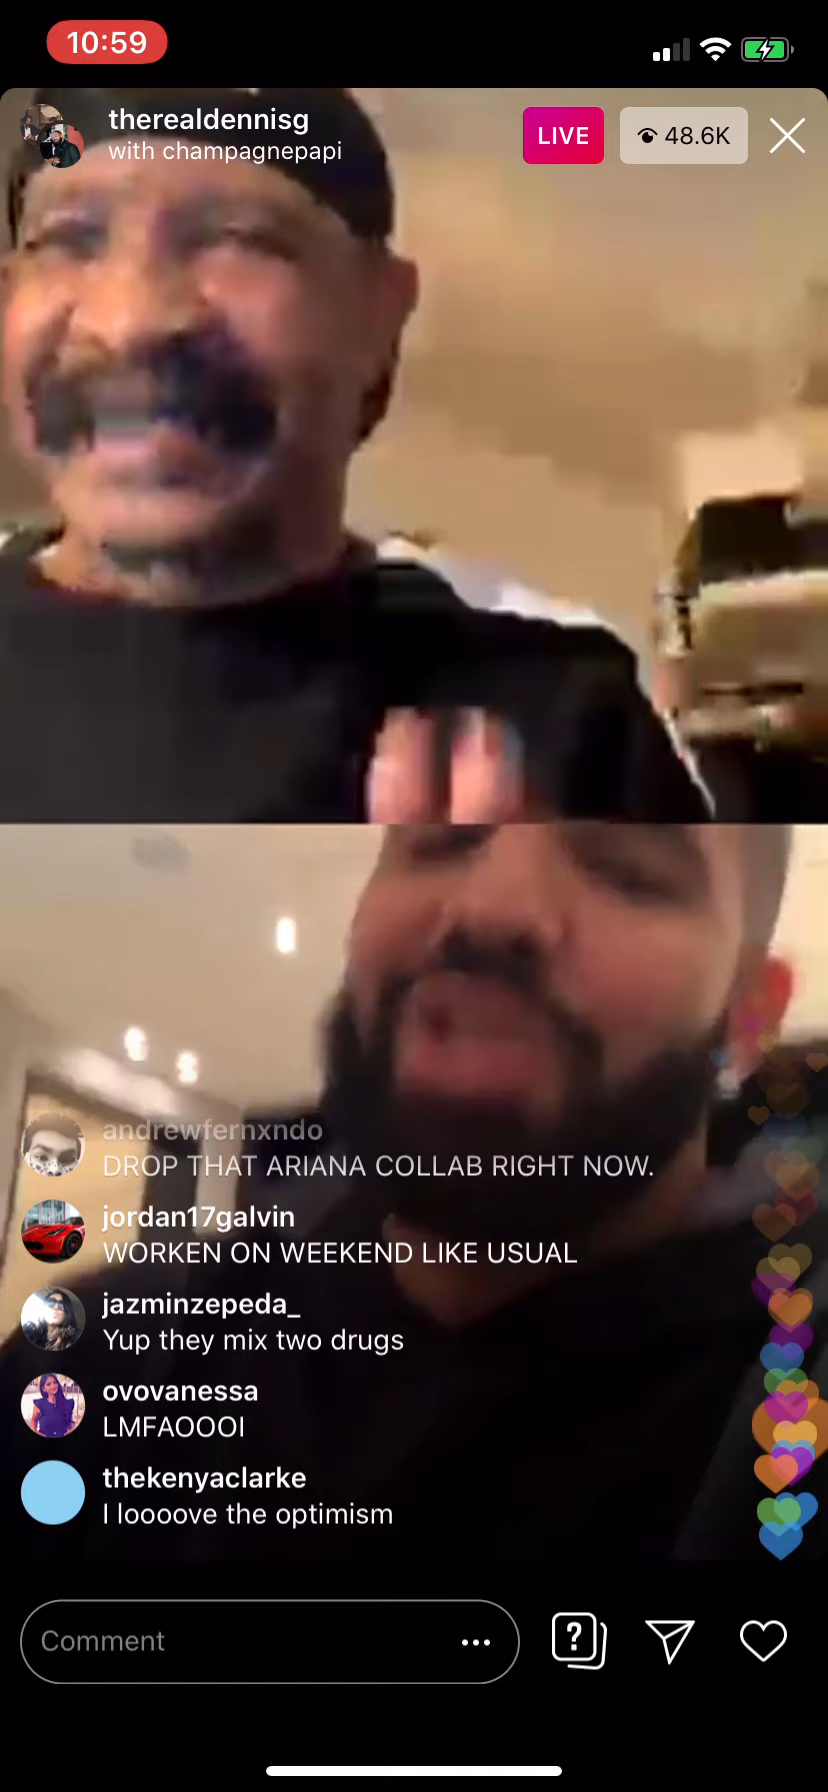 10:59
therealdennisg
with champagnepapi
LIVE
48.6K
andrewfernxndo
DROP THAT ARIANA COLLAB RIGHT NOW.
jordan17galvin
WORKEN ON WEEKEND LIKE USUAL
jazminzepeda_
Yup they mix two drugs
ovovanessa
LMFAOOOI
thekenyaclarke
I loooove the optimism
Comment
?